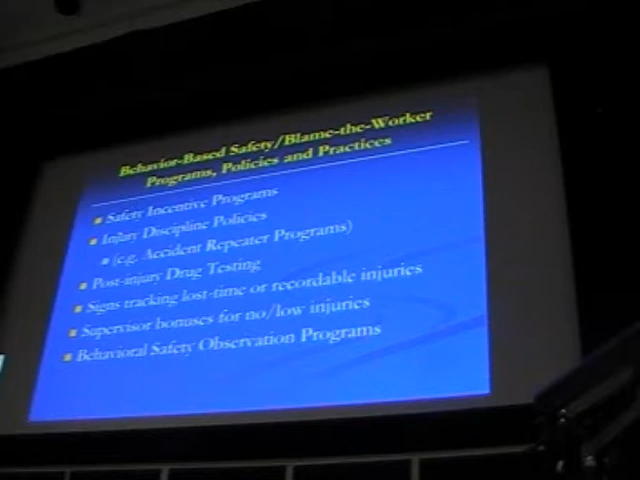 Behavior-Based Safety/Blame-the-Worker
Programs, Policies and Practices
Safety Incentive Programs
Injury Discipline Policies
(e.g. Accident Repeater Programs)
Post-injury Drug Testing
Signs tracking lost-time or recordable injuries
Supervisor bonuses for no/low injuries
Behavioral Safety Observation Programs